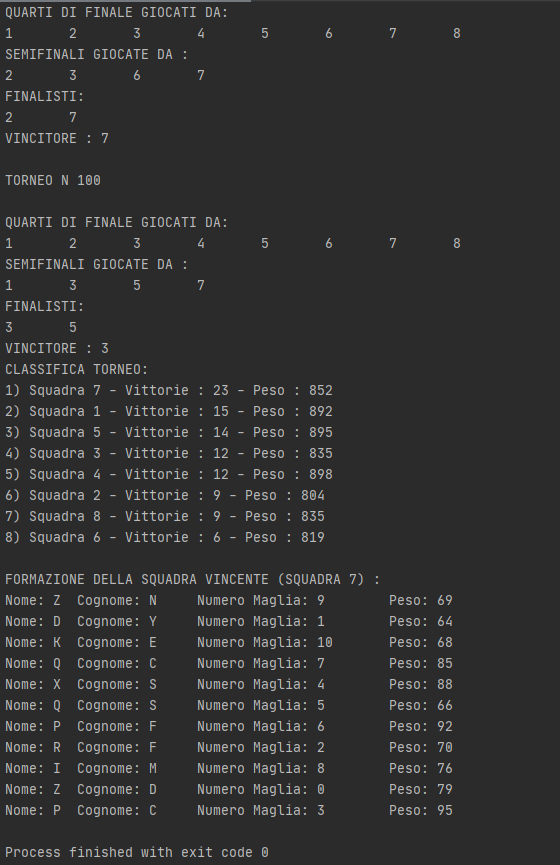 QUARTI DI FINALE GIOCATI DA:
1 2 3 4 5 6 7 8
SEMIFINALI GIOCATE DA :
2 3 6 7
FINALISTI:
2 7
VINCITORE : 7
TORNEO N 100
QUARTI DI FINALE GIOCATI DA:
1 2 3 4 5 6 7 8
SEMIFINALI GIOCATE DA :
1 3 5 7
FINALISTI:
3 5
VINCITORE : 3
CLASSIFICA TORNEO:
1) Squadra 7 - Vittorie : 23 - Peso : 852
2) Squadra 1 - Vittorie : 15 - Peso : 892
3) Squadra 5 - Vittorie : 14 - Peso : 895
4) Squadra 3 - Vittorie : 12 - Peso : 835
5) Squadra 4 - Vittorie : 12 - Peso : 898
6) Squadra 2 - Vittorie : 9 - Peso : 804
7) Squadra 8 - Vittorie : 9 - Peso : 835
8) Squadra 6 - Vittorie : 6 - Peso : 819
FORMAZIONE DELLA SQUADRA VINCENTE (SQUADRA 7) :
Nome: Z Cognome: N Numero Maglia: 9 Peso: 69
Nome: D Cognome: Y Numero Maglia: 1 Peso: 64
Nome: K Cognome: E Numero Maglia: 10 Peso: 68
Nome: Q Cognome: C Numero Maglia: 7 Peso: 85
Nome: X Cognome: S Numero Maglia: 4 Peso: 88
Nome: Q Cognome: S Numero Maglia: 5 Peso: 66
Nome: P Cognome: F Numero Maglia: 6 Peso: 92
Nome: R Cognome: F Numero Maglia: 2 Peso: 70
Nome: I Cognome: M Numero Maglia: 8 Peso: 76
Nome: Z Cognome: D Numero Maglia: 0 Peso: 79
Nome: P Cognome: C Numero Maglia: 3 Peso: 95
Process finished with exit code 0